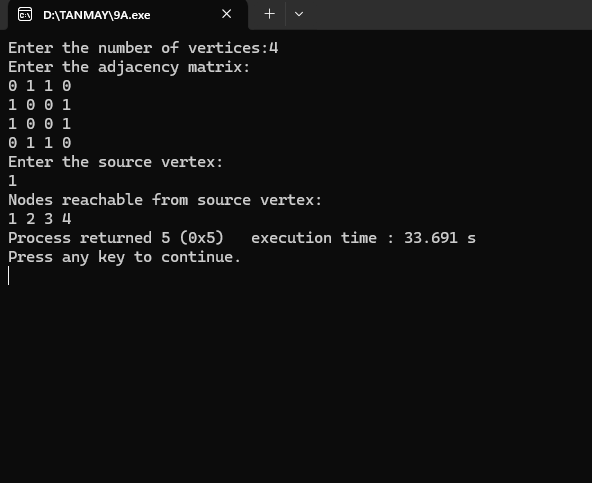 D:\TANMAY\9A.exe
Enter the number of vertices:4
Enter the adjacency matrix:
0 1 1 0
1 0 0 1
1 0 0 1
0 1 1 0
Enter the source vertex:
1
Nodes reachable from source vertex:
1 2 3 4
Process returned 5 (0x5)   execution time : 33.691 s
Press any key to continue.